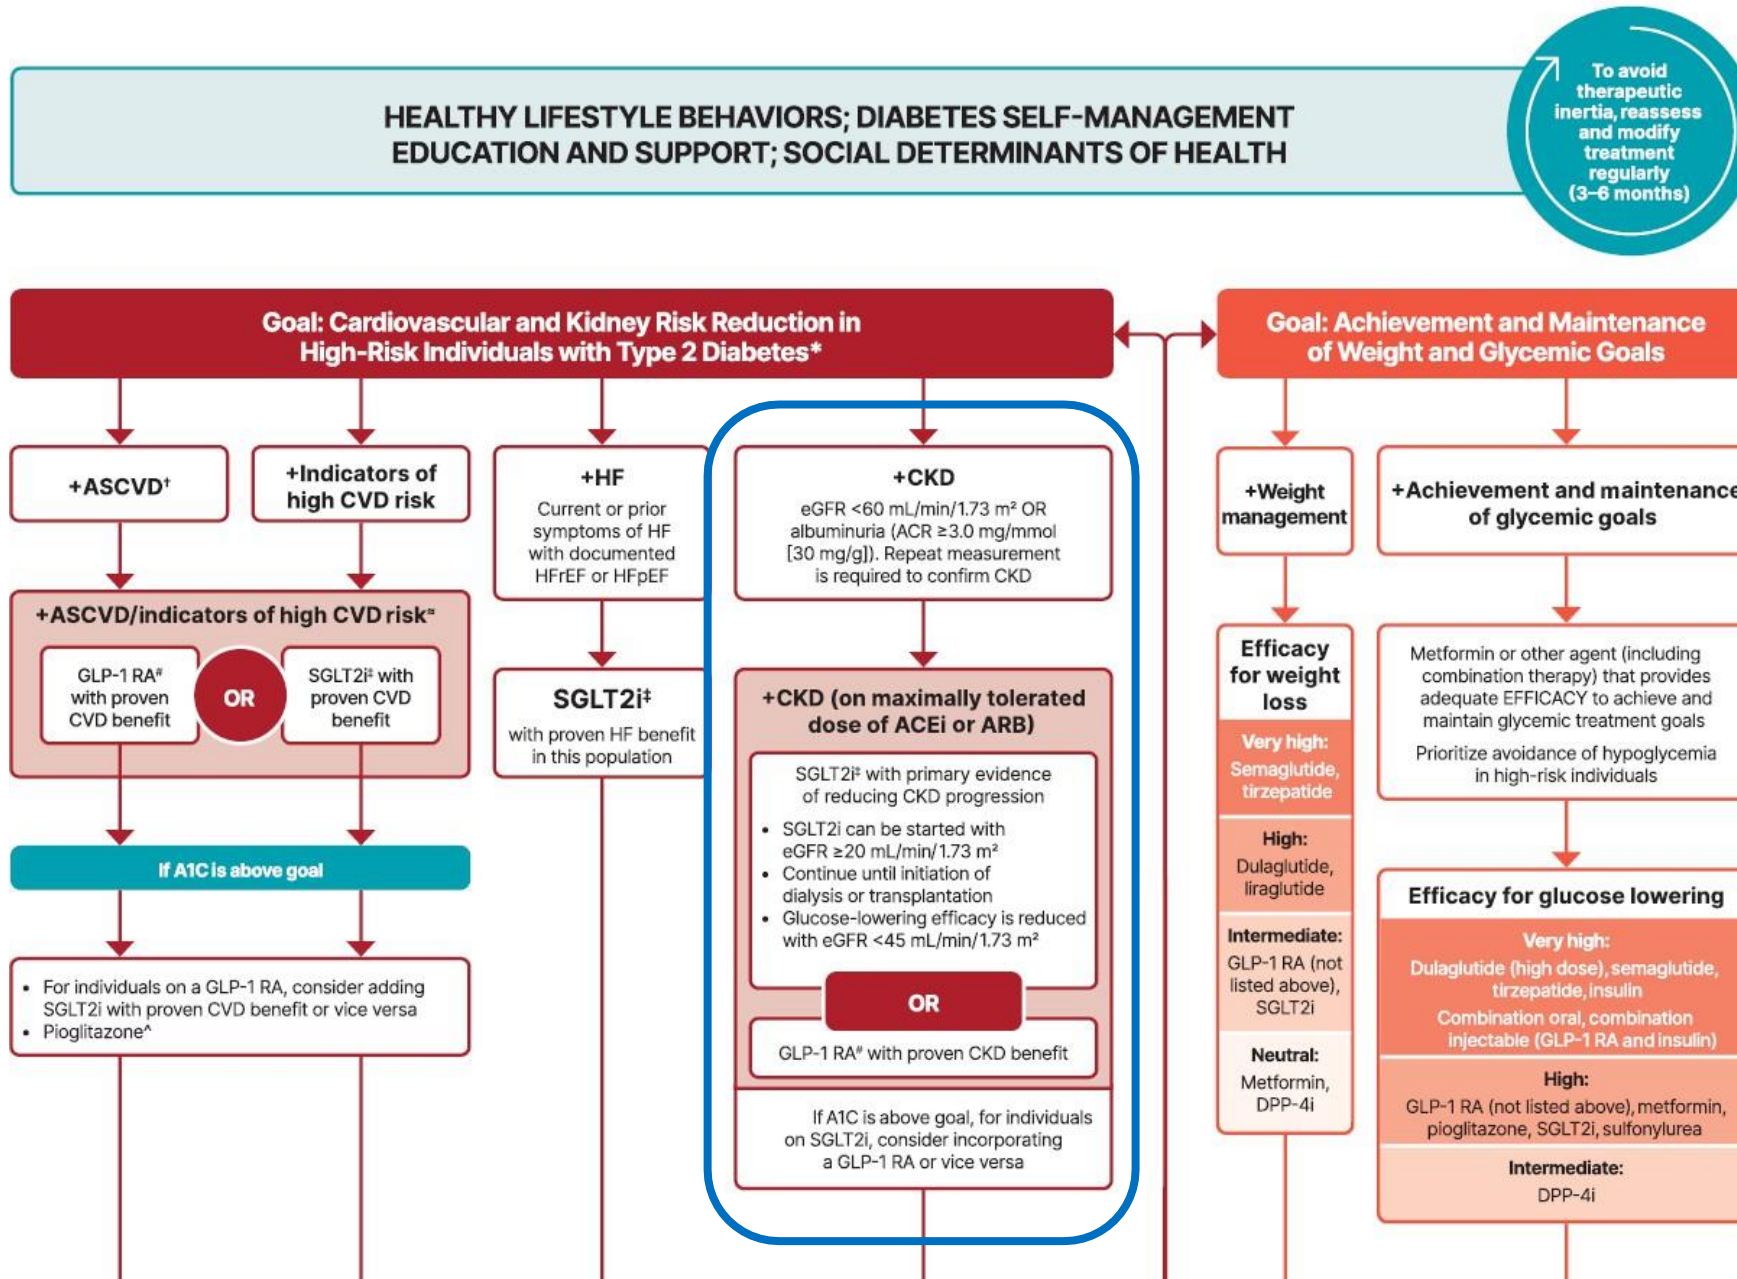 HEALTHY LIFESTYLE BEHAVIORS; DIABETES SELF-MANAGEMENT
EDUCATION AND SUPPORT; SOCIAL DETERMINANTS OF HEALTH
To avoid
therapeutic
inertia, reassess
and modify
treatment
regularly
(3–6 months)
Goal: Cardiovascular and Kidney Risk Reduction in
High-Risk Individuals with Type 2 Diabetes*
+ASCVD†
+Indicators of
high CVD risk
+ASCVD/indicators of high CVD risk≈
GLP-1 RA#
with proven
CVD benefit
OR
SGLT2i‡ with
proven CVD
benefit
If A1C is above goal
• For individuals on a GLP-1 RA, consider adding
SGLT2i with proven CVD benefit or vice versa
• Pioglitazone^
+HF
Current or prior
symptoms of HF
with documented
HFrEF or HFpEF
SGLT2i‡
with proven HF benefit
in this population
+CKD
eGFR <60 mL/min/1.73 m² OR
albuminuria (ACR ≥3.0 mg/mmol
[30 mg/g]). Repeat measurement
is required to confirm CKD
+CKD (on maximally tolerated
dose of ACEi or ARB)
SGLT2i‡ with primary evidence
of reducing CKD progression
• SGLT2i can be started with
eGFR ≥20 mL/min/1.73 m²
• Continue until initiation of
dialysis or transplantation
• Glucose-lowering efficacy is reduced
with eGFR <45 mL/min/1.73 m²
OR
GLP-1 RA# with proven CKD benefit
If A1C is above goal, for individuals
on SGLT2i, consider incorporating
a GLP-1 RA or vice versa
Goal: Achievement and Maintenance
of Weight and Glycemic Goals
+Weight
management
Efficacy
for weight
loss
Very high:
Semaglutide,
tirzepatide
High:
Dulaglutide,
liraglutide
Intermediate:
GLP-1 RA (not
listed above),
SGLT2i
Neutral:
Metformin,
DPP-4i
+Achievement and maintenance
of glycemic goals
Metformin or other agent (including
combination therapy) that provides
adequate EFFICACY to achieve and
maintain glycemic treatment goals
Prioritize avoidance of hypoglycemia
in high-risk individuals
Efficacy for glucose lowering
Very high:
Dulaglutide (high dose), semaglutide,
tirzepatide, insulin
Combination oral, combination
injectable (GLP-1 RA and insulin)
High:
GLP-1 RA (not listed above), metformin,
pioglitazone, SGLT2i, sulfonylurea
Intermediate:
DPP-4i